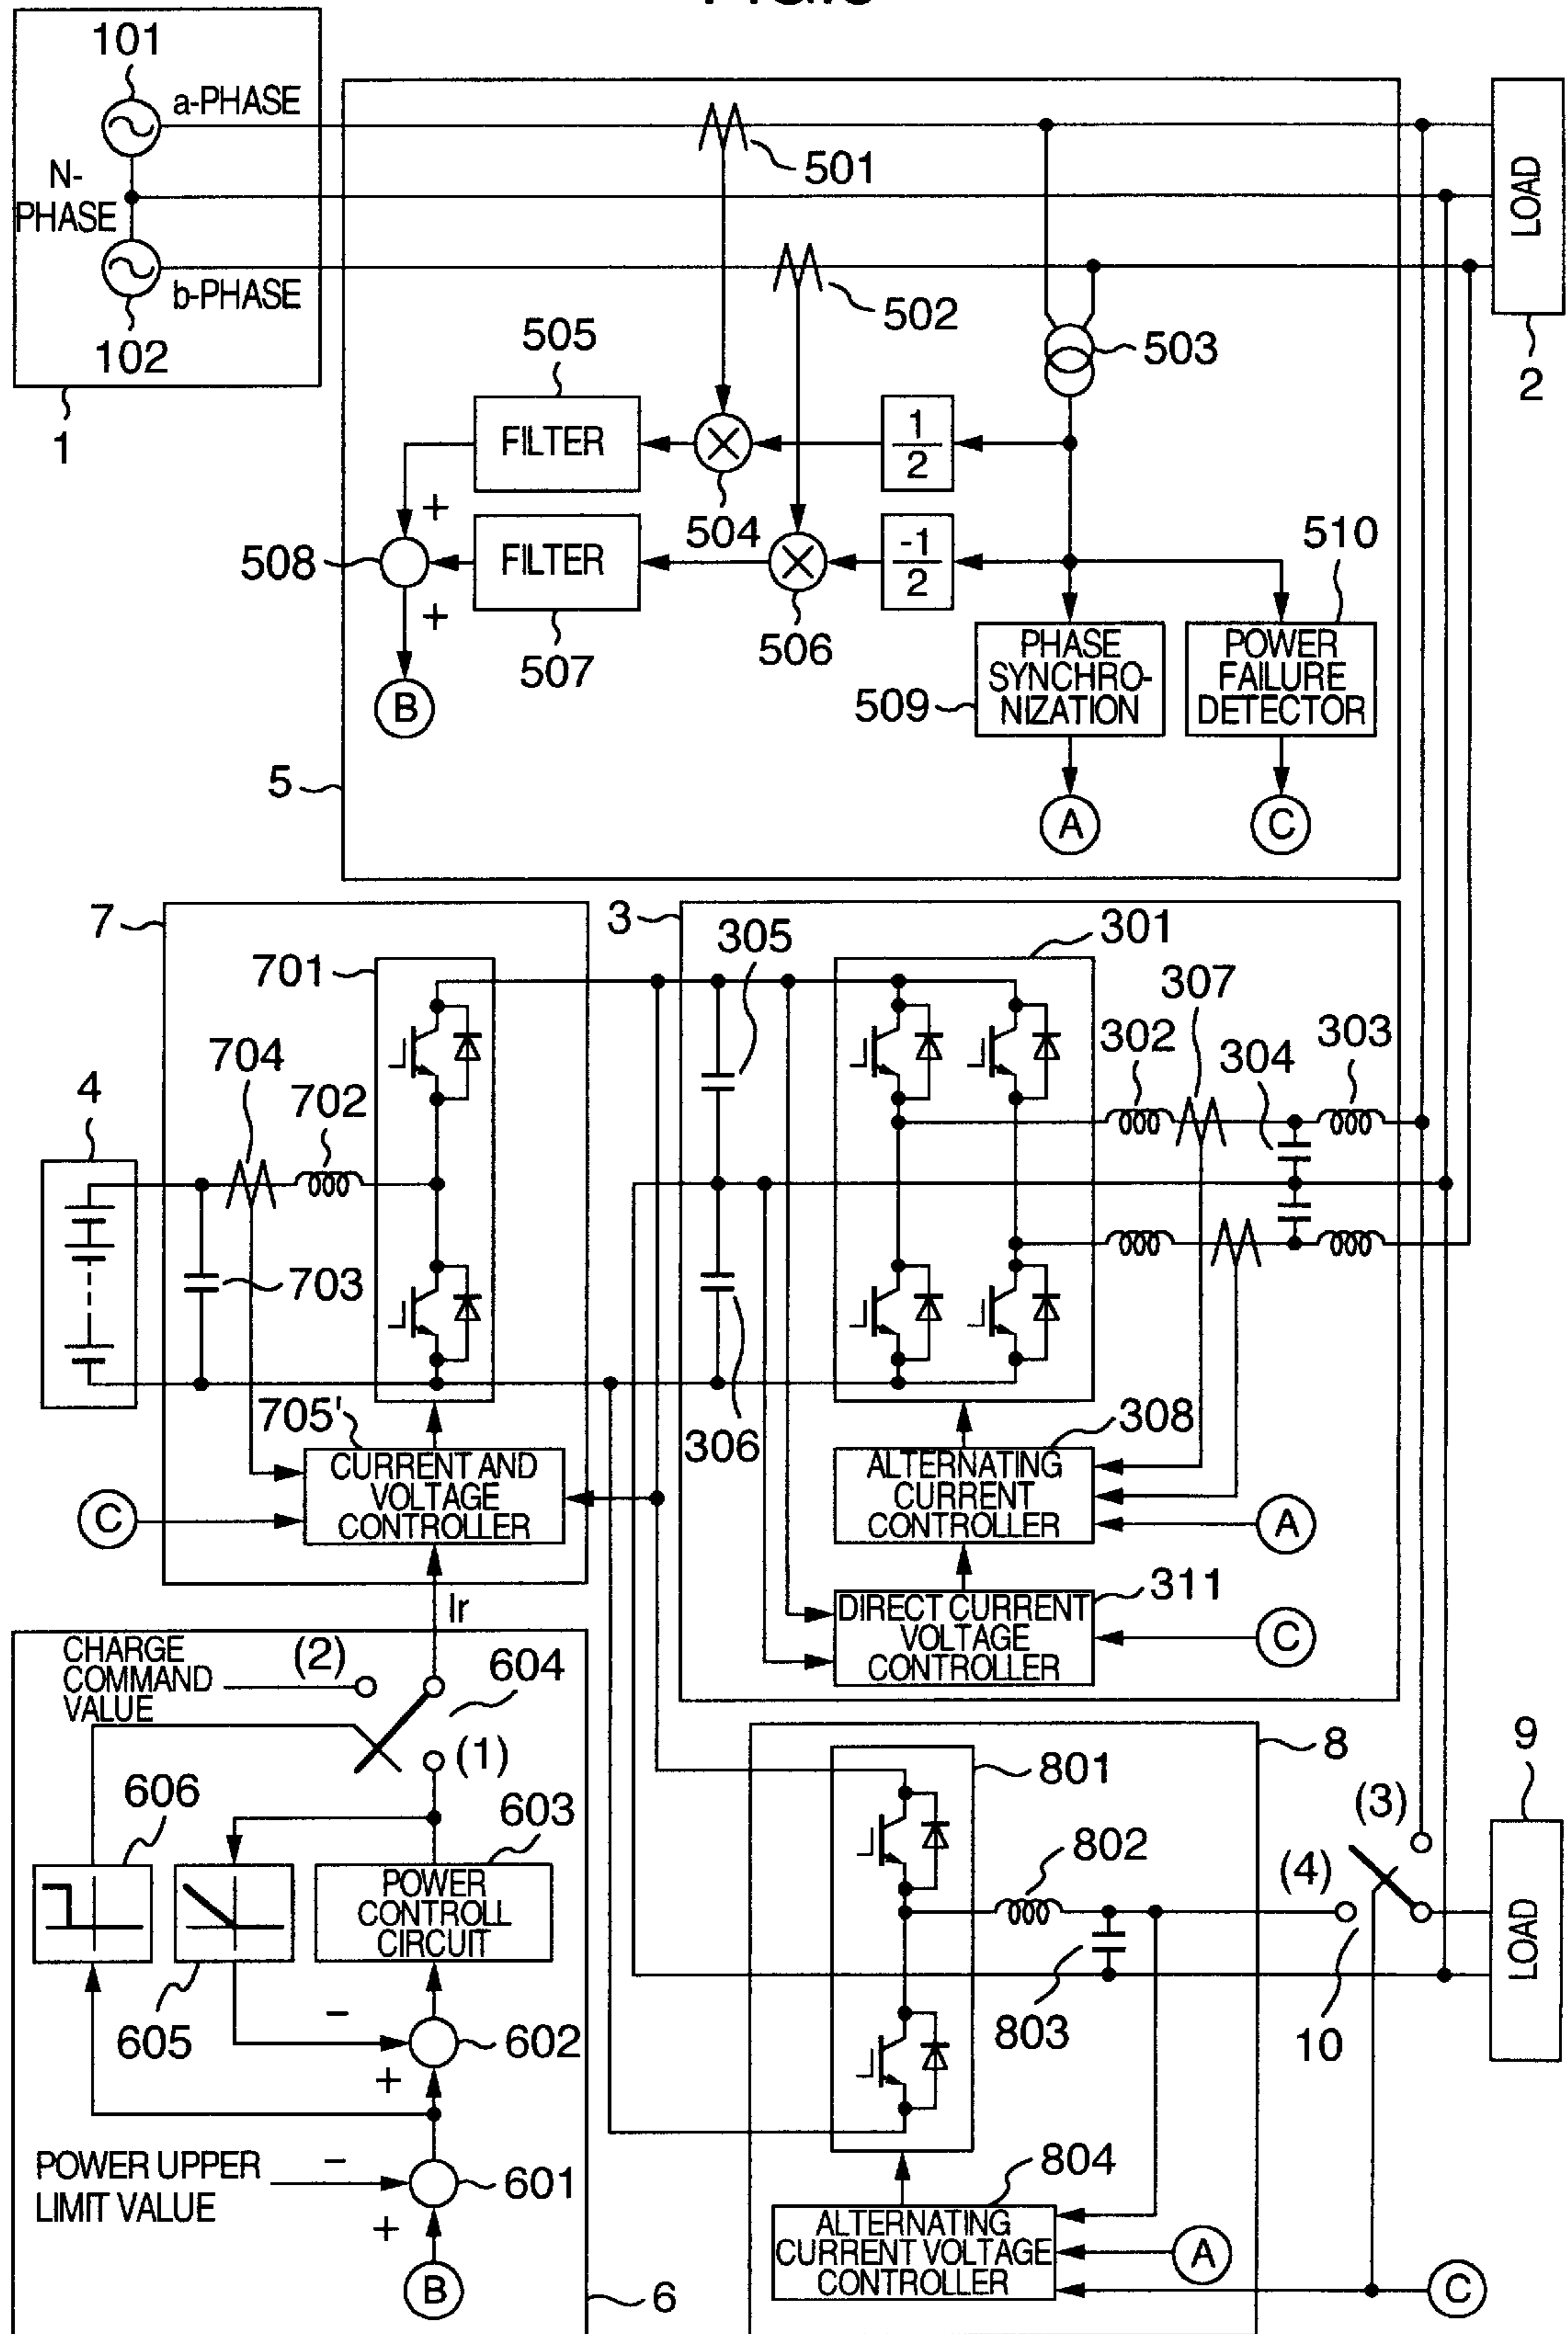 101
a-PHASE
N-
PHASE
b-PHASE
102
1
501
502
503
LOAD
2
505
FILTER
504
1
2
508
+
+
FILTER
507
506
-1
2
510
PHASE
SYNCHRO-
NIZATION
509
POWER
FAILURE
DETECTOR
B
A
C
5
7
3
305
301
307
701
302
304
303
704
702
4
703
705'
306
308
CURRENT AND
VOLTAGE
CONTROLLER
C
ALTERNATING
CURRENT
CONTROLLER
A
311
DIRECT CURRENT
VOLTAGE
CONTROLLER
C
Ir
CHARGE
COMMAND
VALUE
(2)
604
(1)
606
603
POWER
CONTROLL
CIRCUIT
605
−
602
+
POWER UPPER
LIMIT VALUE
−
601
+
B
6
8
801
802
803
(3)
(4)
10
9
LOAD
804
ALTERNATING
CURRENT VOLTAGE
CONTROLLER
A
C